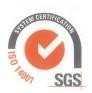 SYSTEM CERTIFICATION
ISO 14001
SGS